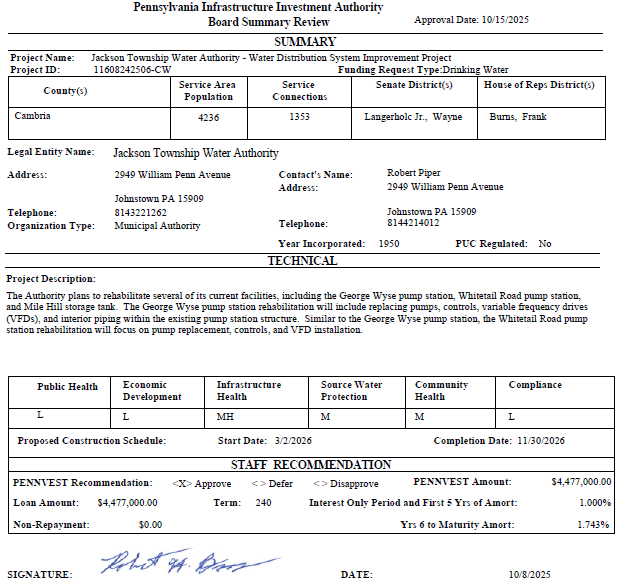 Pennsylvania Infrastructure Investment Authority
Board Summary Review
Approval Date: 10/15/2025
SUMMARY
Project Name: Jackson Township Water Authority - Water Distribution System Improvement Project
Project ID: 11608242506-CW Funding Request Type:Drinking Water
County(s) Service Area Population Service Connections Senate District(s) House of Reps District(s)
Cambria 4236 1353 Langerholc Jr., Wayne Burns, Frank
Legal Entity Name: Jackson Township Water Authority
Address: 2949 William Penn Avenue Contact's Name: Robert Piper
Address: 2949 William Penn Avenue
Johnstown PA 15909 Johnstown PA 15909
Telephone: 8143221262 Telephone: 8144214012
Organization Type: Municipal Authority
Year Incorporated: 1950 PUC Regulated: No
TECHNICAL
Project Description:
The Authority plans to rehabilitate several of its current facilities, including the George Wyse pump station, Whitetail Road pump station,
and Mile Hill storage tank. The George Wyse pump station rehabilitation will include replacing pumps, controls, variable frequency drives
(VFDs), and interior piping within the existing pump station structure. Similar to the George Wyse pump station, the Whitetail Road pump
station rehabilitation will focus on pump replacement, controls, and VFD installation.
Public Health Economic Development Infrastructure Health Source Water Protection Community Health Compliance
L L MH M M L
Proposed Construction Schedule: Start Date: 3/2/2026 Completion Date: 11/30/2026
STAFF RECOMMENDATION
PENNVEST Recommendation: <X> Approve < > Defer < > Disapprove PENNVEST Amount: $4,477,000.00
Loan Amount: $4,477,000.00 Term: 240 Interest Only Period and First 5 Yrs of Amort: 1.000%
Non-Repayment: $0.00 Yrs 6 to Maturity Amort: 1.743%
SIGNATURE: DATE: 10/8/2025